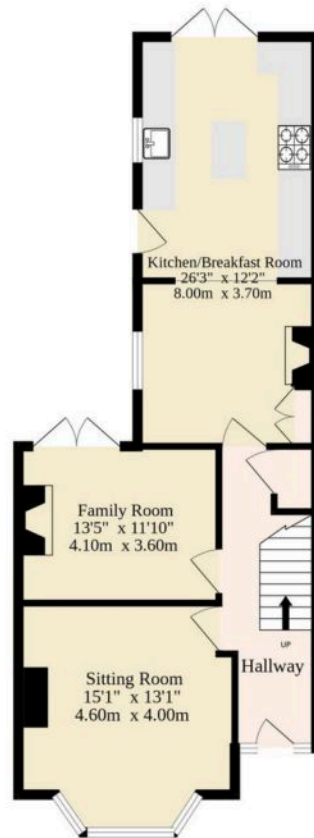 Kitchen/Breakfast Room
26'3" x 12'2"
8.00m x 3.70m
Family Room
13'5" x 11'10"
4.10m x 3.60m
UP
Hallway
Sitting Room
15'1" x 13'1"
4.60m x 4.00m